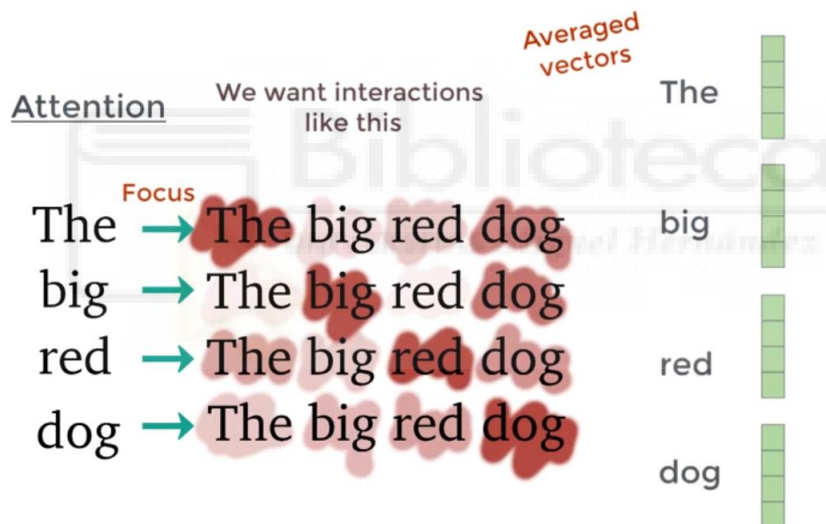 Attention
We want interactions
like this
Averaged
vectors
Focus
The → The big red dog
big → The big red dog
red → The big red dog
dog → The big red dog
The
big
red
dog
Biblioteca